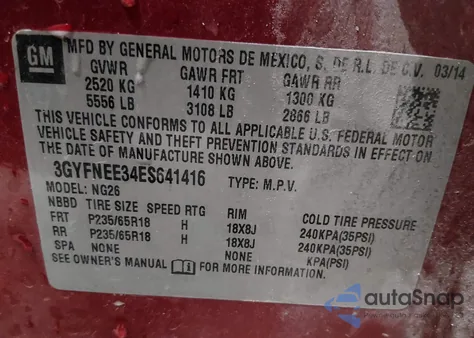 GM
MFD BY GENERAL MOTORS DE MEXICO, S. DE R.L. DE C.V. 03/14
GVWR GAWR FRT GAWR RR
2520 KG 1410 KG 1300 KG
5556 LB 3108 LB 2866 LB
THIS VEHICLE CONFORMS TO ALL APPLICABLE U.S. FEDERAL MOTOR
VEHICLE SAFETY AND THEFT PREVENTION STANDARDS IN EFFECT ON
THE DATE OF MANUFACTURE SHOWN ABOVE.
3GYFNEE34ES641416 TYPE: M.P.V.
MODEL: NG26
NBBD TIRE SIZE SPEED RTG RIM COLD TIRE PRESSURE
FRT P235/65R18 H 18X8J 240KPA(35PSI)
RR P235/65R18 H 18X8J 240KPA(35PSI)
SPA NONE NONE KPA(PSI)
SEE OWNER'S MANUAL FOR MORE INFORMATION.
autoSnap